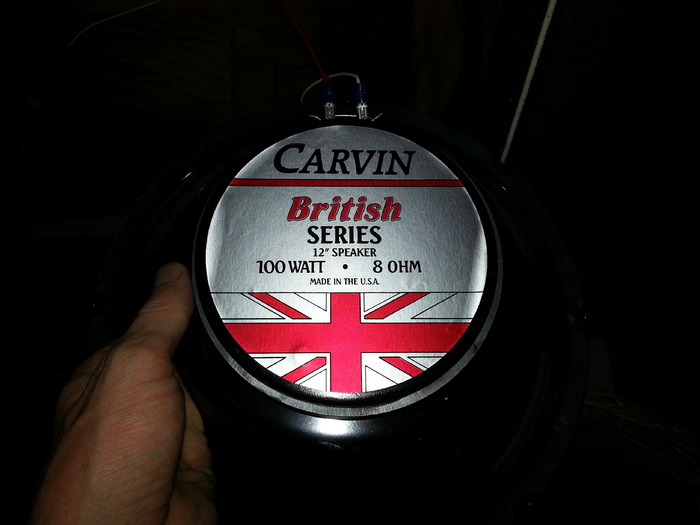 CARVIN
British
SERIES
12" SPEAKER
100 WATT • 8 OHM
MADE IN THE U.S.A.